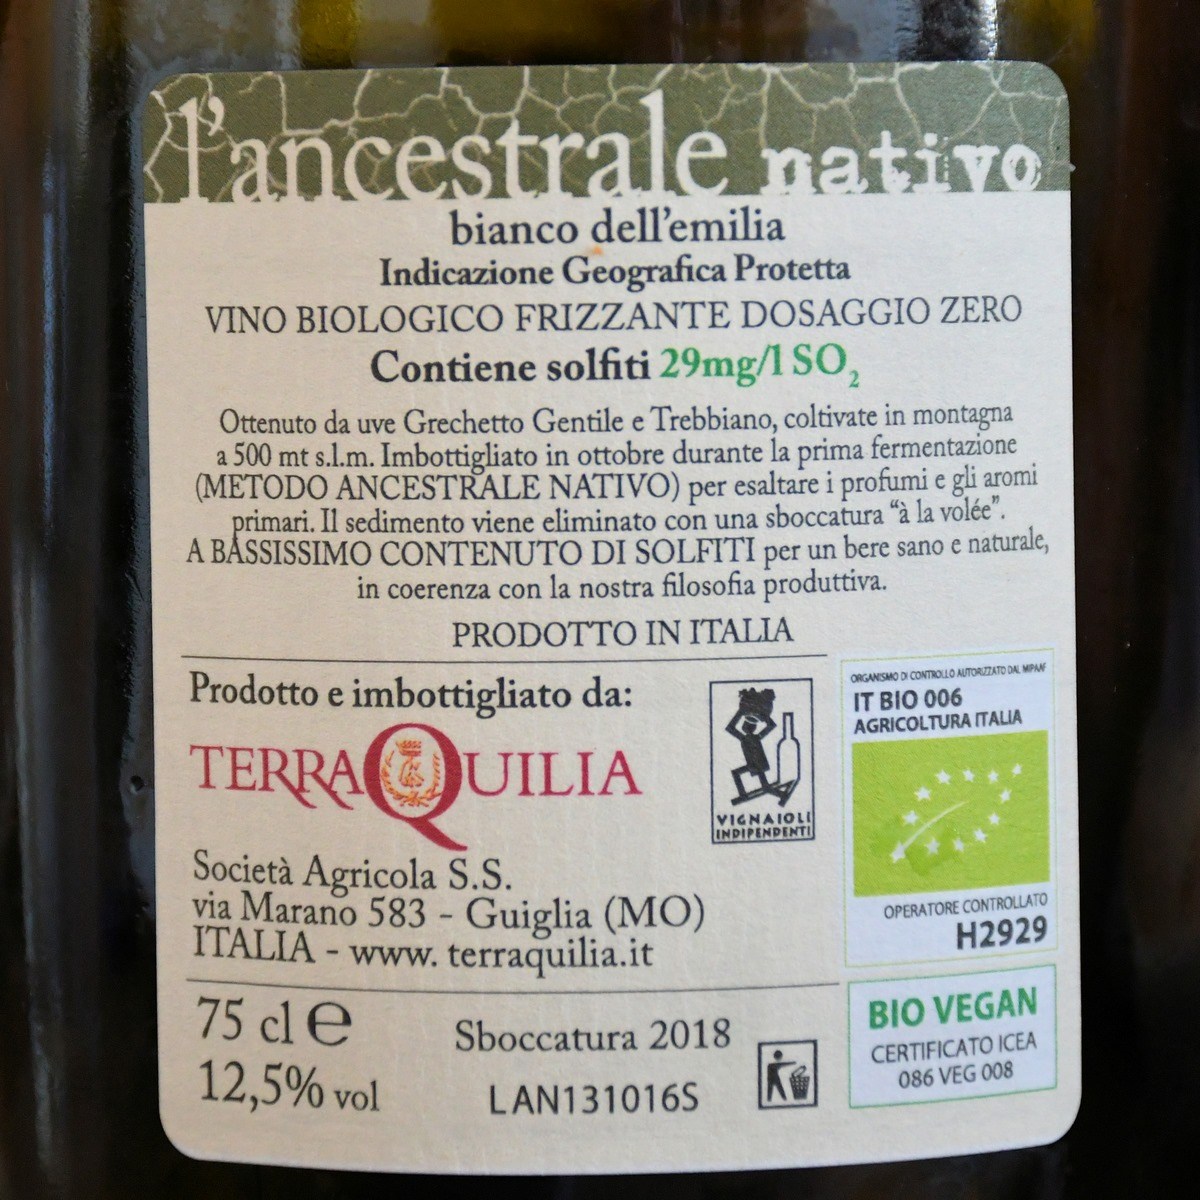 l'ancestrale nativo
bianco dell'emilia
Indicazione Geografica Protetta
VINO BIOLOGICO FRIZZANTE DOSAGGIO ZERO
Contiene solfiti 29mg/l SO₂
Ottenuto da uve Grechetto Gentile e Trebbiano, coltivate in montagna
a 500 mt s.l.m. Imbottigliato in ottobre durante la prima fermentazione
(METODO ANCESTRALE NATIVO) per esaltare i profumi e gli aromi
primari. Il sedimento viene eliminato con una sboccatura “à la volée”.
A BASSISSIMO CONTENUTO DI SOLFITI per un bere sano e naturale,
in coerenza con la nostra filosofia produttiva.
PRODOTTO IN ITALIA
Prodotto e imbottigliato da:
TERRAQUILIA
Società Agricola S.S.
via Marano 583 - Guiglia (MO)
ITALIA - www. terraquilia.it
VIGNAIOLI
INDIPENDENTI
ORGANISMO DI CONTROLLO AUTORIZZATO DAL MIPAAF
IT BIO 006
AGRICOLTURA ITALIA
OPERATORE CONTROLLATO
H2929
75 cl e
12,5% vol
Sboccatura 2018
LAN131016S
BIO VEGAN
CERTIFICATO ICEA
086 VEG 008